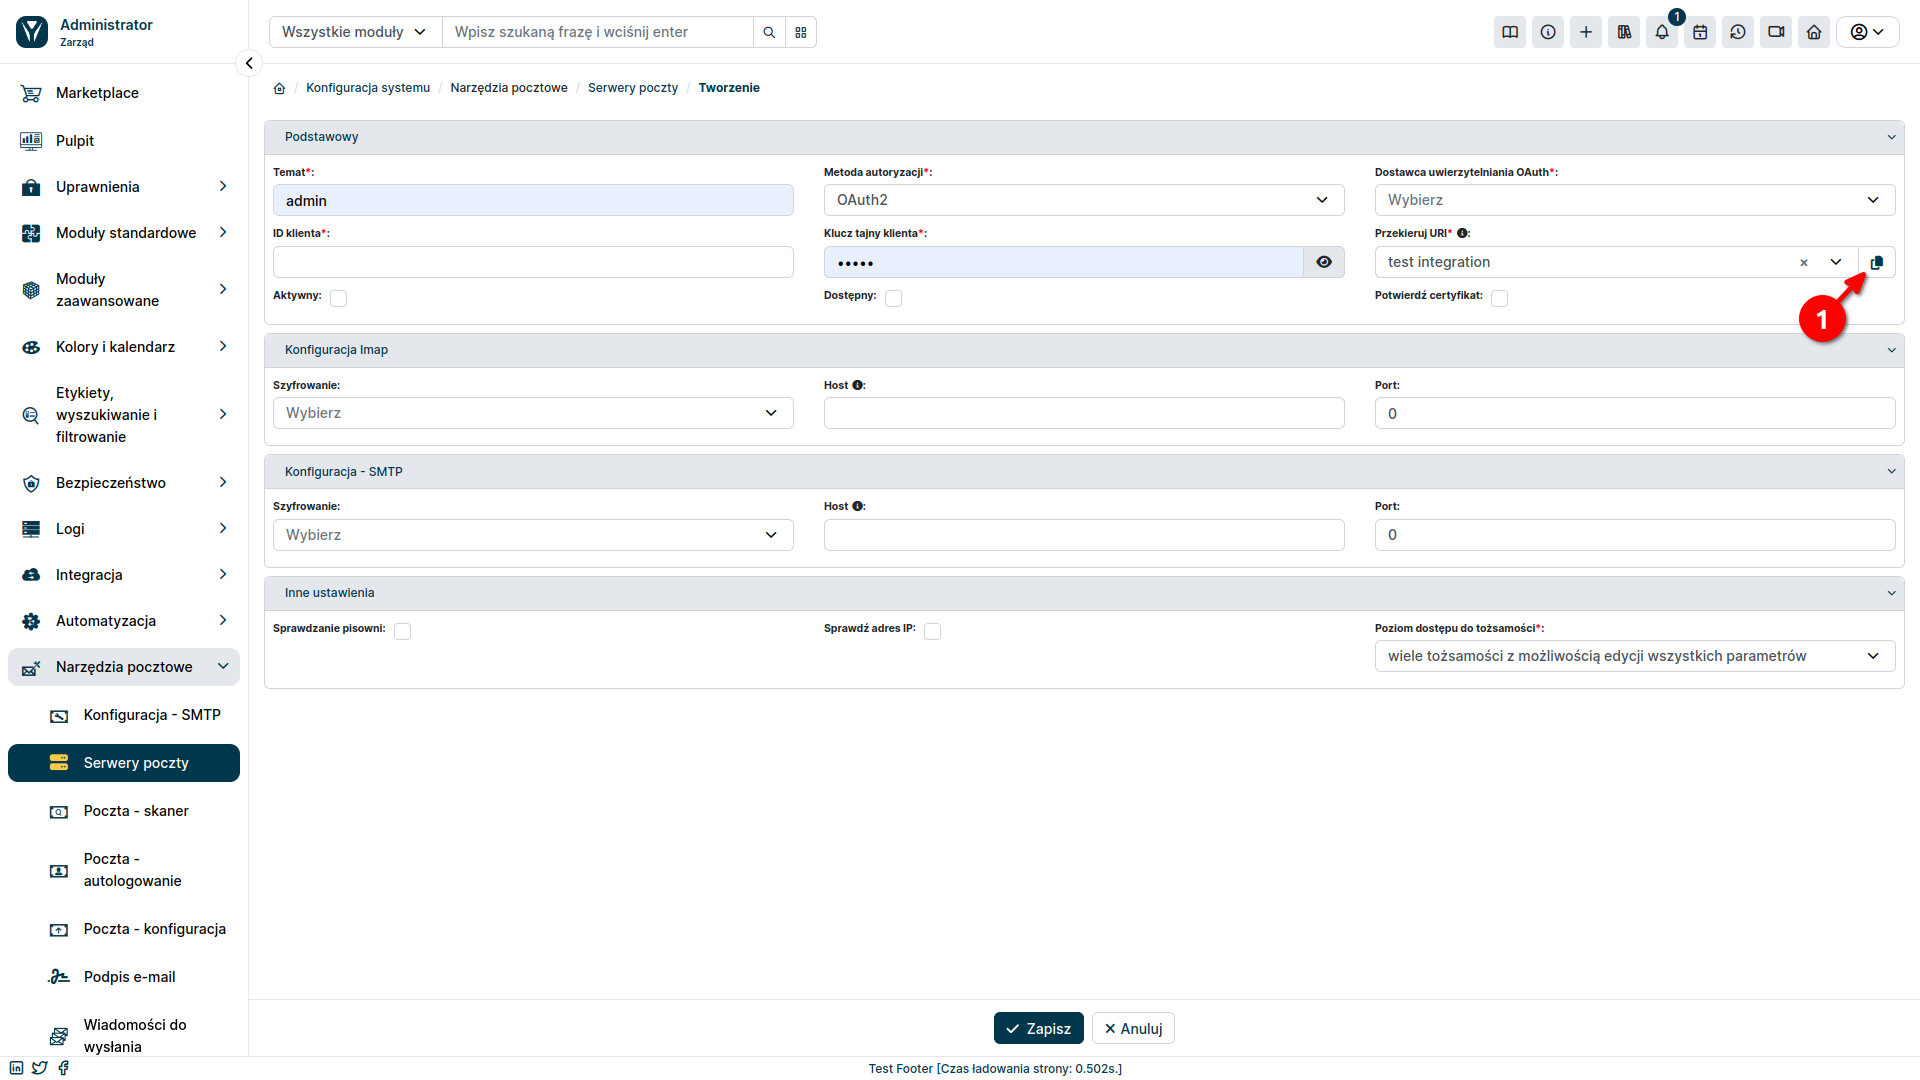 Administrator
Zarząd
Wszystkie moduły
Wpisz szukaną frazę i wciśnij enter
1
Marketplace
Pulpit
Uprawnienia
Moduły standardowe
Moduły
zaawansowane
Kolory i kalendarz
Etykiety,
wyszukiwanie i
filtrowanie
Bezpieczeństwo
Logi
Integracja
Automatyzacja
Narzędzia pocztowe
Konfiguracja - SMTP
Serwery poczty
Poczta - skaner
Poczta -
autologowanie
Poczta - konfiguracja
Podpis e-mail
Wiadomości do
wysłania
/ Konfiguracja systemu / Narzędzia pocztowe / Serwery poczty / Tworzenie
Podstawowy
Temat*:
admin
Metoda autoryzacji*:
OAuth2
Dostawca uwierzytelniania OAuth*:
Wybierz
ID klienta*:
Klucz tajny klienta*:
•••••
Przekieruj URI* :
test integration
×
Aktywny:
Dostępny:
Potwierdź certyfikat:
1
Konfiguracja Imap
Szyfrowanie:
Wybierz
Host :
Port:
0
Konfiguracja - SMTP
Szyfrowanie:
Wybierz
Host :
Port:
0
Inne ustawienia
Sprawdzanie pisowni:
Sprawdź adres IP:
Poziom dostępu do tożsamości*:
wiele tożsamości z możliwością edycji wszystkich parametrów
Zapisz
Anuluj
Test Footer [Czas ładowania strony: 0.502s.]